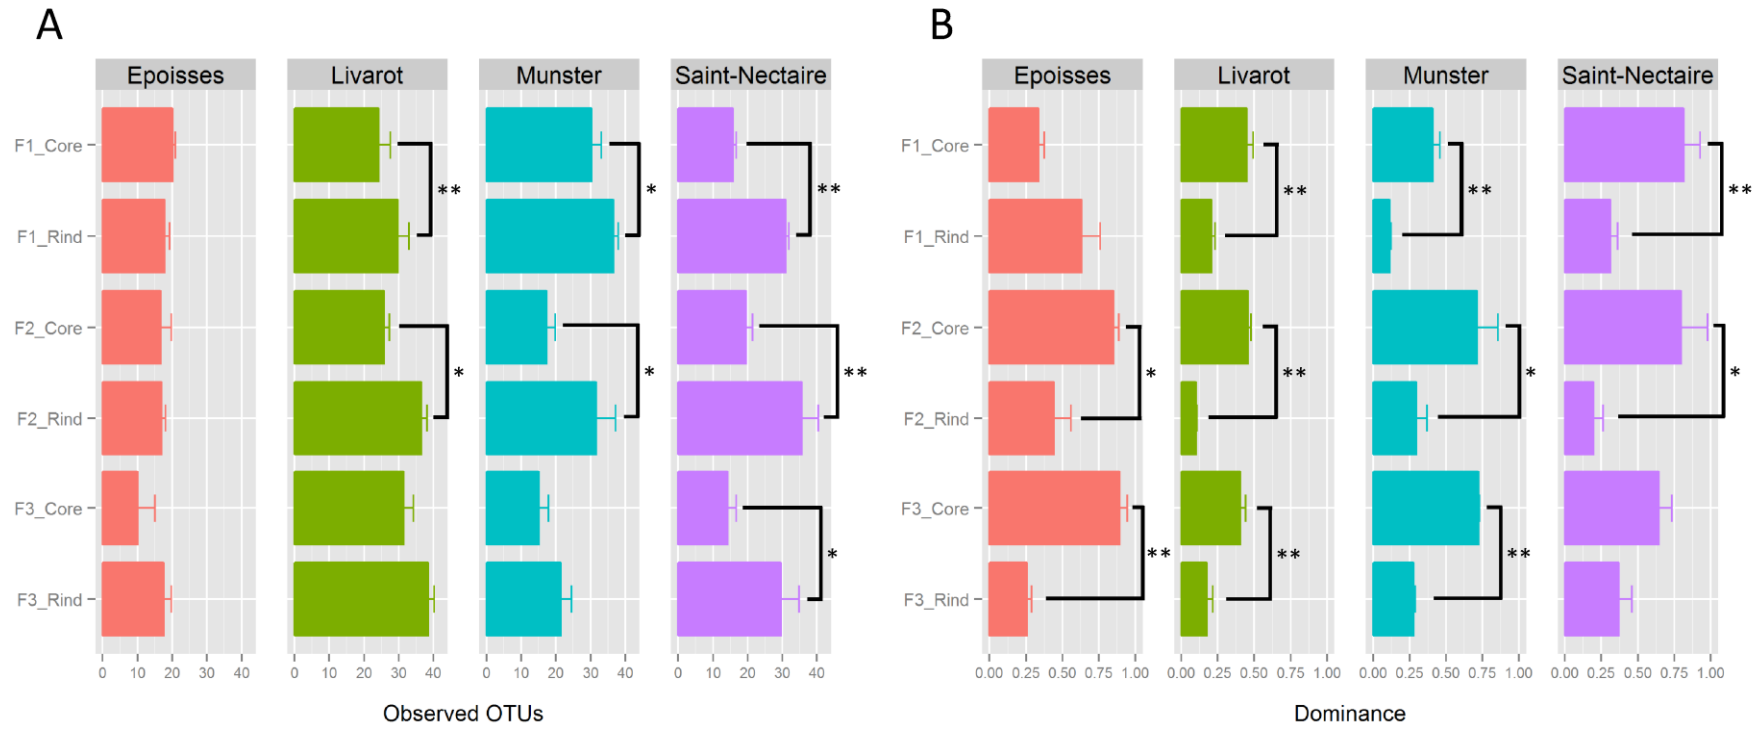 A
B
Epoisses Livarot Munster Saint-Nectaire
Epoisses Livarot Munster Saint-Nectaire
F1_Core
F1_Rind
F2_Core
F2_Rind
F3_Core
F3_Rind
** * **
* * **
*
0 10 20 30 40 0 10 20 30 40 0 10 20 30 40 0 10 20 30 40
Observed OTUs
F1_Core
F1_Rind
F2_Core
F2_Rind
F3_Core
F3_Rind
** ** **
* ** * *
** ** **
0.00 0.25 0.50 0.75 1.00 0.00 0.25 0.50 0.75 1.00 0.00 0.25 0.50 0.75 1.00 0.00 0.25 0.50 0.75 1.00
Dominance